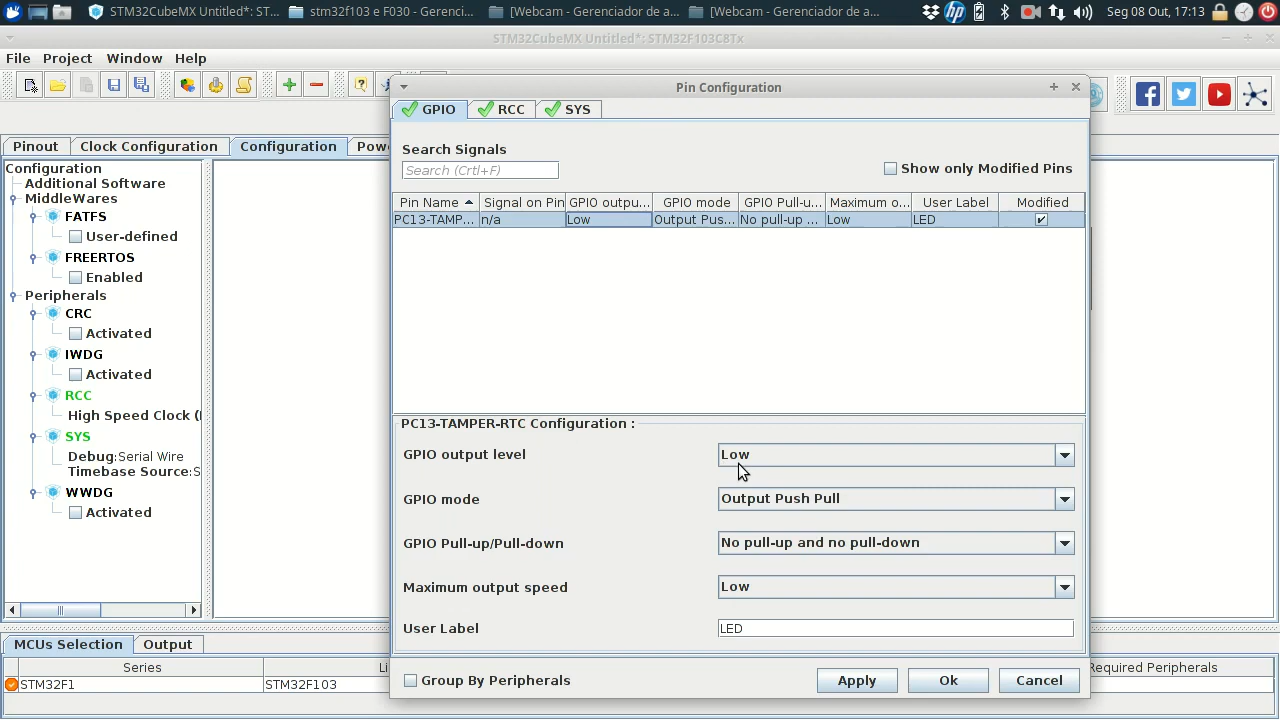 STM32CubeMX Untitled*: ST...
stm32f103 e F030 - Gerenci...
[Webcam - Gerenciador de a...
[Webcam - Gerenciador de a...
Seg 08 Out, 17:13
STM32CubeMX Untitled*: STM32F103C8Tx
File Project Window Help
Pin Configuration
GPIO RCC SYS
Pinout Clock Configuration Configuration Pow
Search Signals
Search (Crtl+F)
Show only Modified Pins
Configuration
Additional Software
MiddleWares
FATFS
User-defined
FREERTOS
Enabled
Peripherals
CRC
Activated
IWDG
Activated
RCC
High Speed Clock (
SYS
Debug:Serial Wire
Timebase Source:S
WWDG
Activated
Pin Name Signal on Pin GPIO outpu... GPIO mode GPIO Pull-u... Maximum o... User Label Modified
PC13-TAMP... n/a Low Output Pus... No pull-up ... Low LED
PC13-TAMPER-RTC Configuration :
GPIO output level Low
GPIO mode Output Push Pull
GPIO Pull-up/Pull-down No pull-up and no pull-down
Maximum output speed Low
User Label LED
Group By Peripherals Apply Ok Cancel
MCUs Selection Output
Series Li Required Peripherals
STM32F1 STM32F103